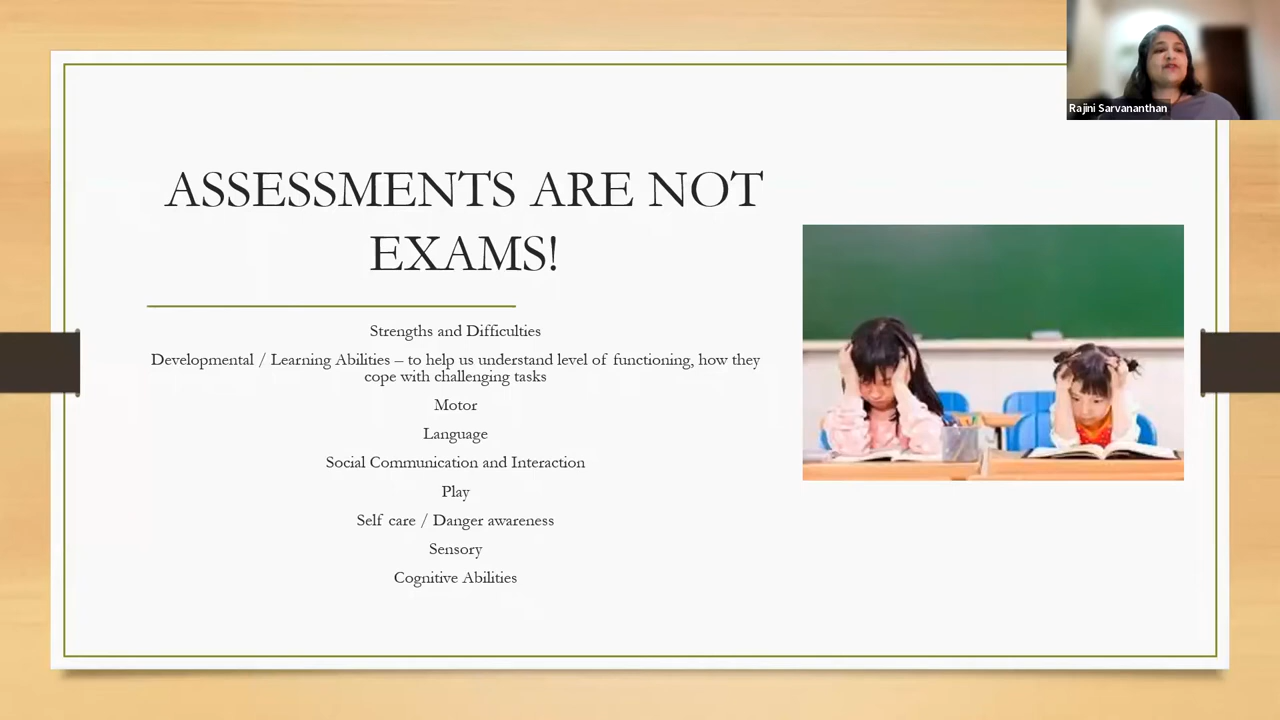 Rajini Sarvananthan
ASSESSMENTS ARE NOT
EXAMS!
Strengths and Difficulties
Developmental / Learning Abilities – to help us understand level of functioning, how they
cope with challenging tasks
Motor
Language
Social Communication and Interaction
Play
Self care / Danger awareness
Sensory
Cognitive Abilities